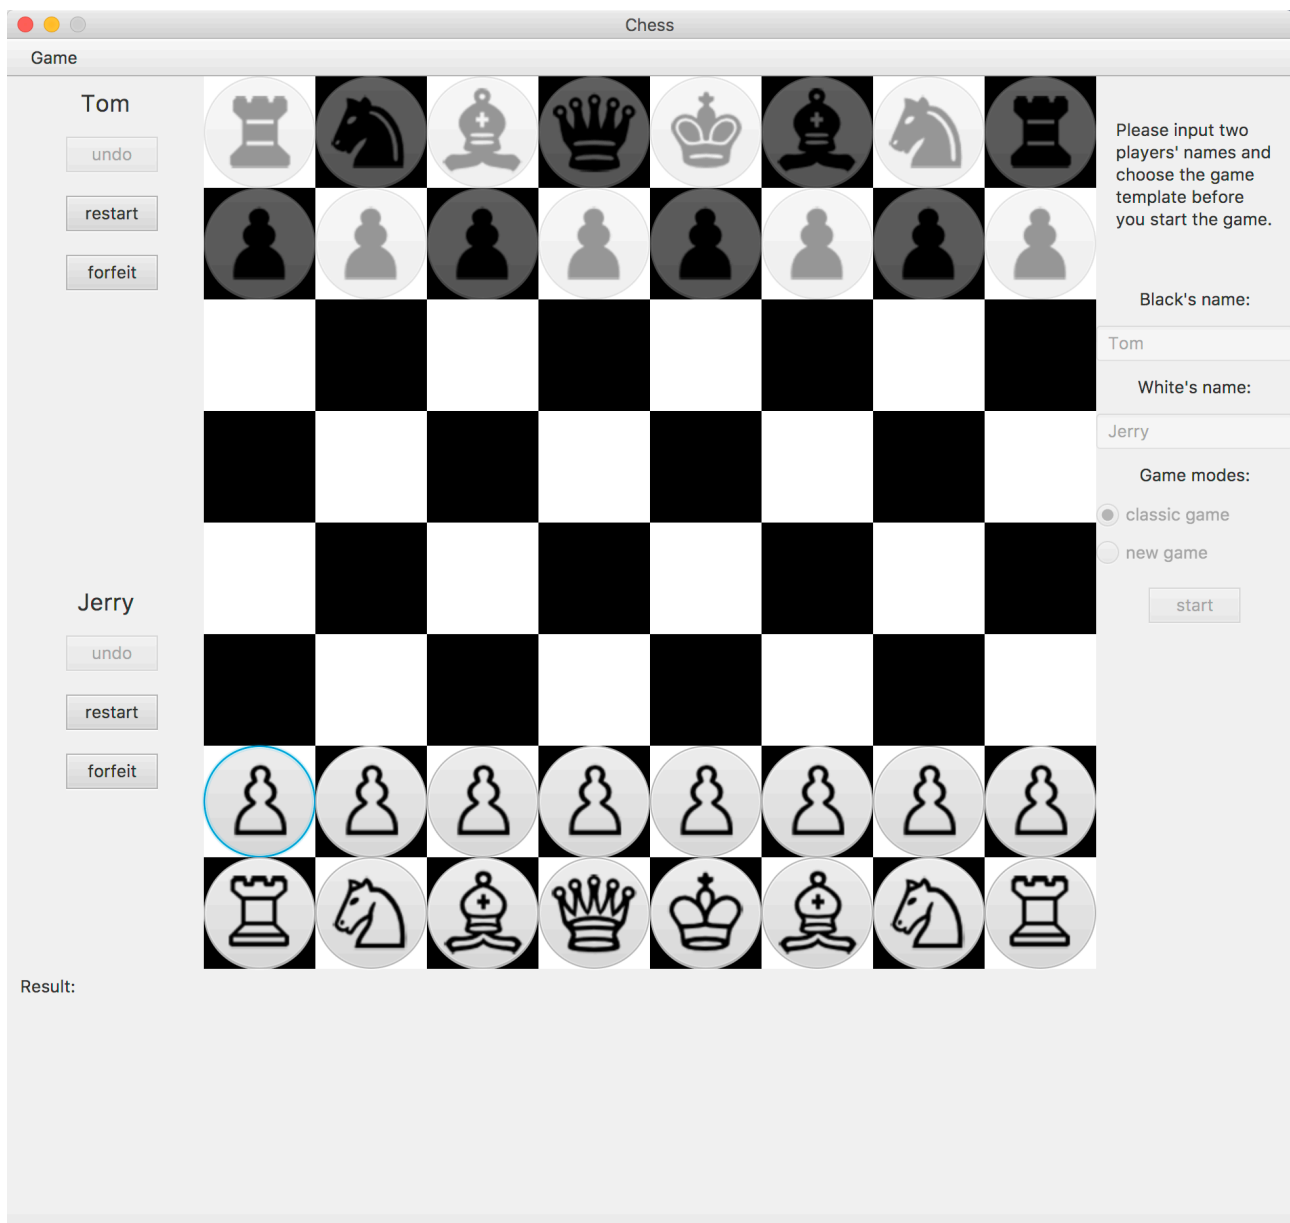 Chess
Game
Tom
undo
restart
forfeit
Jerry
undo
restart
forfeit
Please input two
players' names and
choose the game
template before
you start the game.
Black's name:
Tom
White's name:
Jerry
Game modes:
classic game
new game
start
Result: